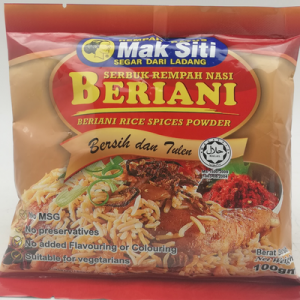 Mak Siti
SEGAR DARI LADANG
SERBUK REMPAH NASI
BERIANI
BERIANI RICE SPICES POWDER
Bersih dan Tulen
No MSG
No preservatives
No added Flavouring or Colouring
Suitable for vegetarians
100gm